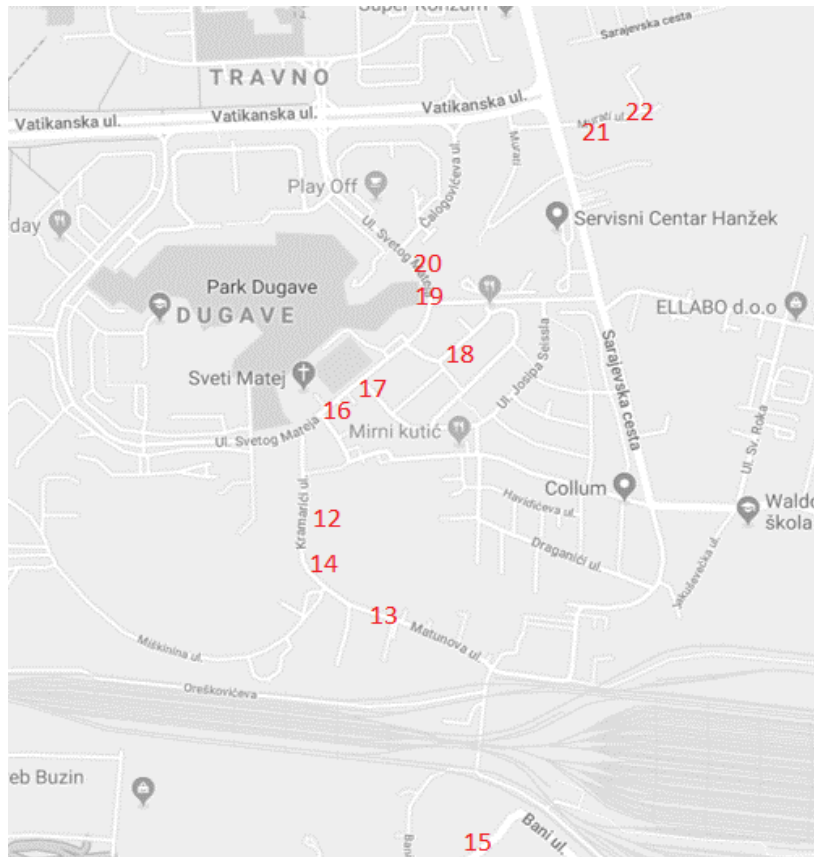 Super Konzum
Sarajevska cesta
TRAVNO
Vatikanska ul.
Vatikanska ul.
Vatikanska ul.
Murati ul.
22
21
Murati
Play Off
Čalogovićeva ul.
Ul. Svetog Mateja
day
Servisni Centar Hanžek
20
Park Dugave
19
DUGAVE
ELLABO d.o.o
Sarajevska cesta
18
Sveti Matej
17
Ul. Josipa Seissla
16
Ul. Svetog Mateja
Mirni kutić
Ul. Sv. Roka
Collum
Kramarići ul.
Havidićeva ul.
Waldo
škola
12
Draganići ul.
14
Jakuševečka ul.
13
Matunova ul.
Miškinina ul.
Oreškovićeva
eb Buzin
15
Bani ul.
Bani